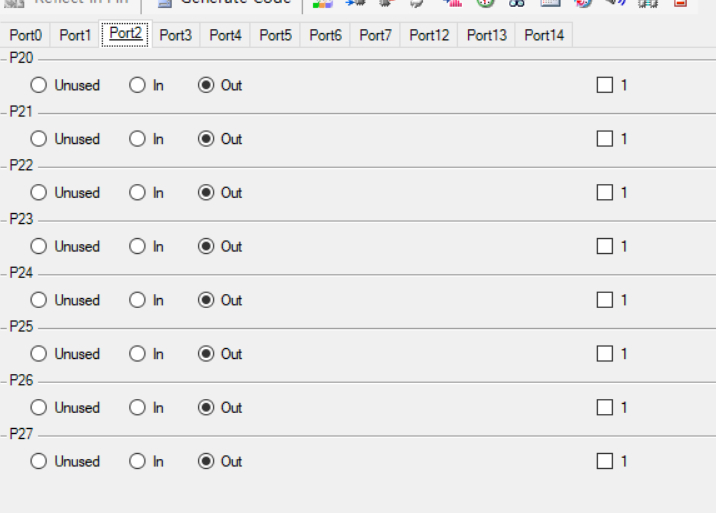 Reflect in Pin Generate Code
Port0 Port1 Port2 Port3 Port4 Port5 Port6 Port7 Port12 Port13 Port14
P20
Unused In Out 1
P21
Unused In Out 1
P22
Unused In Out 1
P23
Unused In Out 1
P24
Unused In Out 1
P25
Unused In Out 1
P26
Unused In Out 1
P27
Unused In Out 1